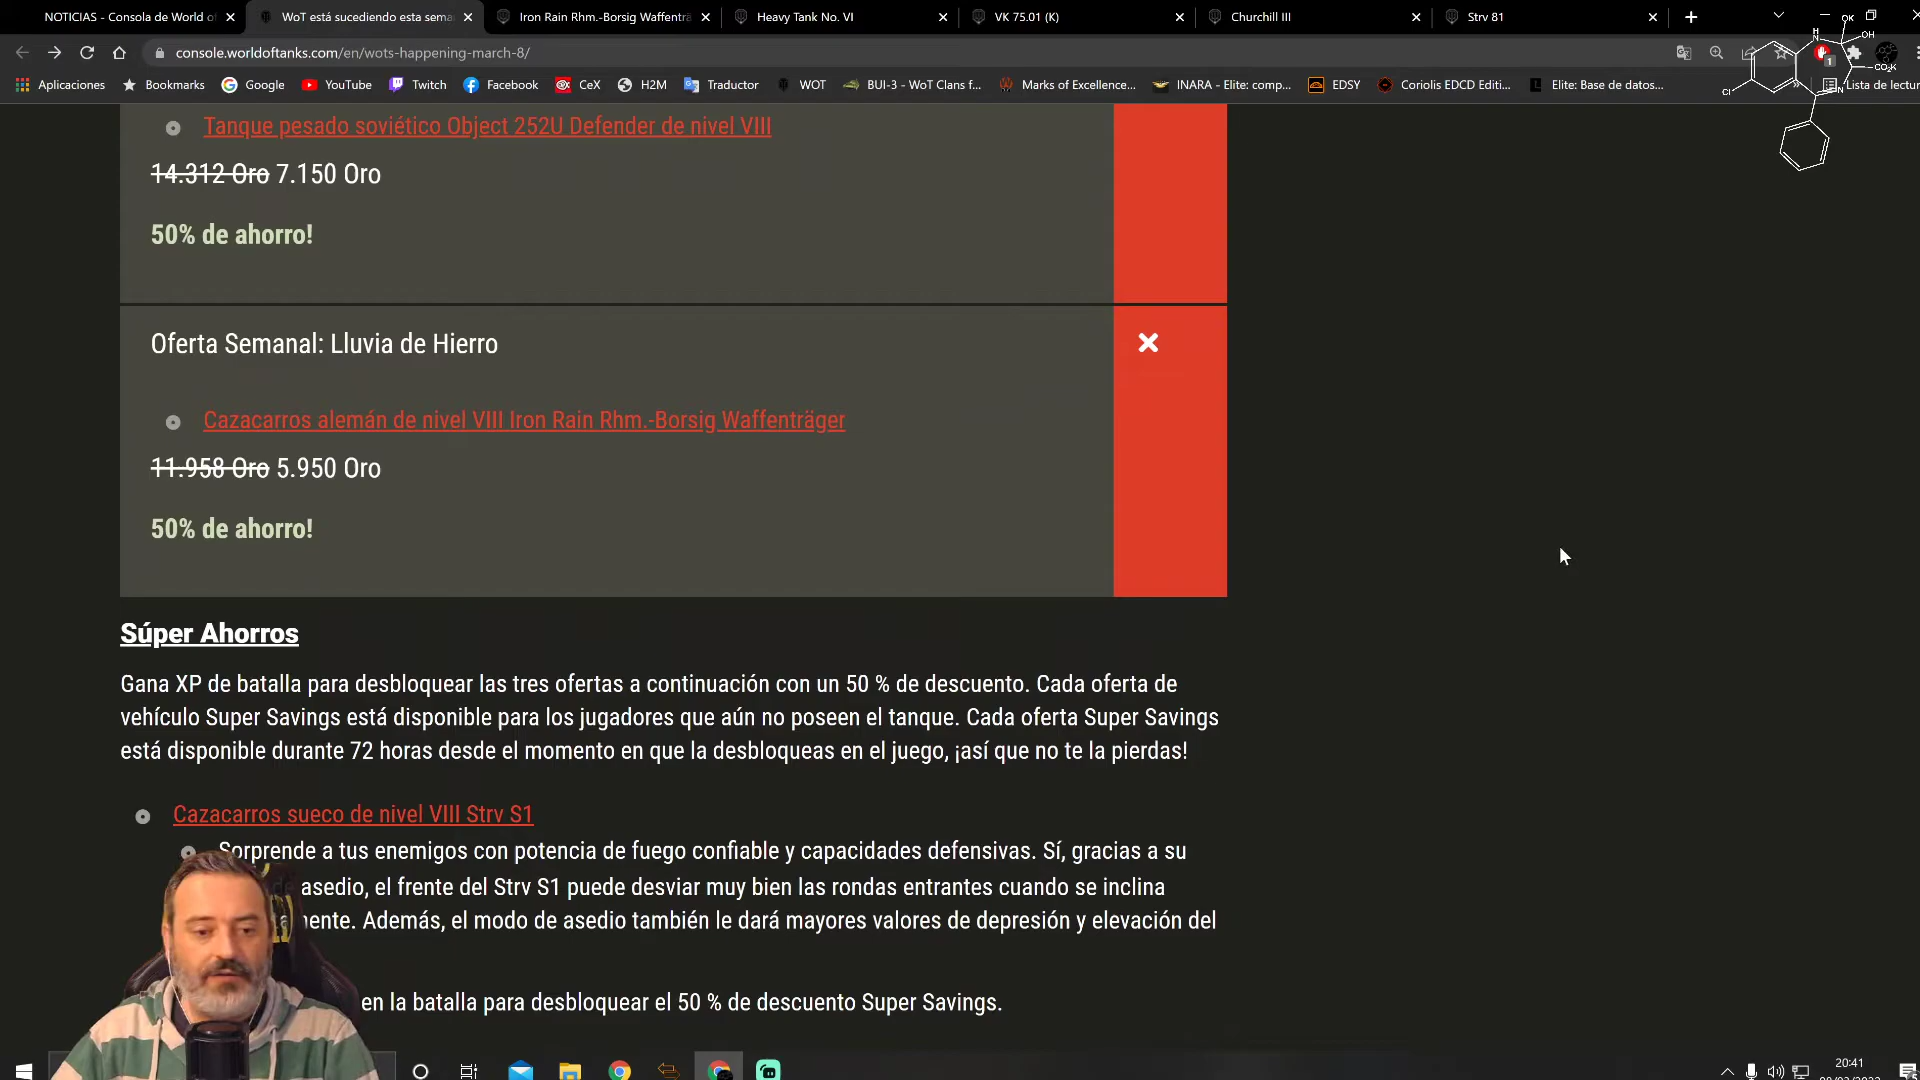 NOTICIAS - Consola de World of
WoT está sucediendo esta sema
Iron Rain Rhm.-Borsig Waffenträ
Heavy Tank No. VI
VK 75.01 (K)
Churchill III
Strv 81
console.worldoftanks.com/en/wots-happening-march-8/
Aplicaciones
Bookmarks
Google
YouTube
Twitch
Facebook
CeX
H2M
Traductor
WOT
BUI-3 - WoT Clans f...
Marks of Excellence...
INARA - Elite: comp...
EDSY
Coriolis EDCD Editi...
Elite: Base de datos...
Lista de lectur
OK
OH
H
N
CO₂K
Cl
N
1
Tanque pesado soviético Object 252U Defender de nivel VIII
14.312 Oro 7.150 Oro
50% de ahorro!
Oferta Semanal: Lluvia de Hierro
Cazacarros alemán de nivel VIII Iron Rain Rhm.-Borsig Waffenträger
11.958 Oro 5.950 Oro
50% de ahorro!
Súper Ahorros
Gana XP de batalla para desbloquear las tres ofertas a continuación con un 50 % de descuento. Cada oferta de
vehículo Super Savings está disponible para los jugadores que aún no poseen el tanque. Cada oferta Super Savings
está disponible durante 72 horas desde el momento en que la desbloqueas en el juego, ¡así que no te la pierdas!
Cazacarros sueco de nivel VIII Strv S1
Sorprende a tus enemigos con potencia de fuego confiable y capacidades defensivas. Sí, gracias a su
asedio, el frente del Strv S1 puede desviar muy bien las rondas entrantes cuando se inclina
mente. Además, el modo de asedio también le dará mayores valores de depresión y elevación del
en la batalla para desbloquear el 50 % de descuento Super Savings.
20:41